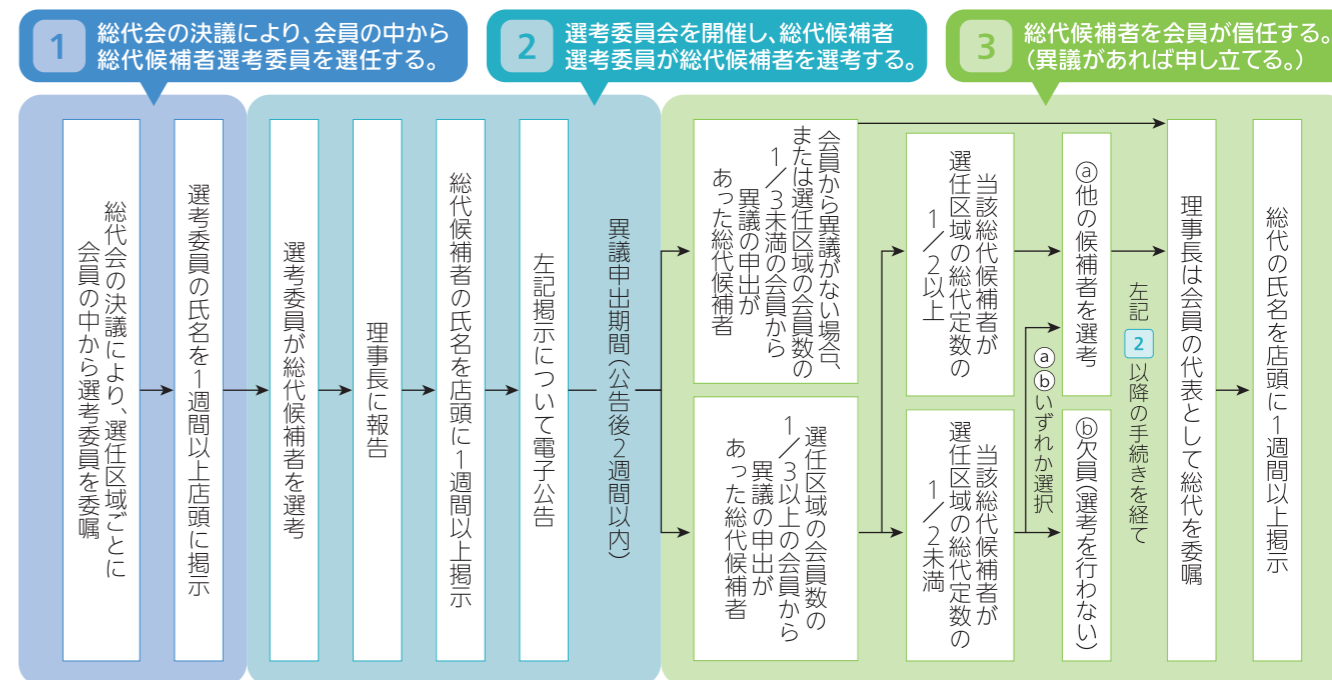 1
総代会の決議により、会員の中から
総代候補者選考委員を選任する。
2
選考委員会を開催し、総代候補者
選考委員が総代候補者を選考する。
3
総代候補者を会員が信任する。
（異議があれば申し立てる。）
総代会の決議により、選任区域ごとに
会員の中から選考委員を委嘱
選考委員の氏名を1週間以上店頭に掲示
選考委員が総代候補者を選考
理事長に報告
総代候補者の氏名を店頭に1週間以上掲示
左記掲示について電子公告
異議申出期間（公告後2週間以内）
会員から異議がない場合、
または選任区域の会員数の
1／3未満の会員から
異議の申出が
あった総代候補者
選任区域の会員数の
1／3以上の会員から
異議の申出が
あった総代候補者
当該総代候補者が
選任区域の総代定数の
1／2以上
当該総代候補者が
選任区域の総代定数の
1／2未満
ⓐⓑいずれか選択
ⓐ他の候補者を選考
ⓑ欠員（選考を行わない）
左記2以降の手続きを経て
理事長は会員の代表として総代を委嘱
総代の氏名を店頭に1週間以上掲示